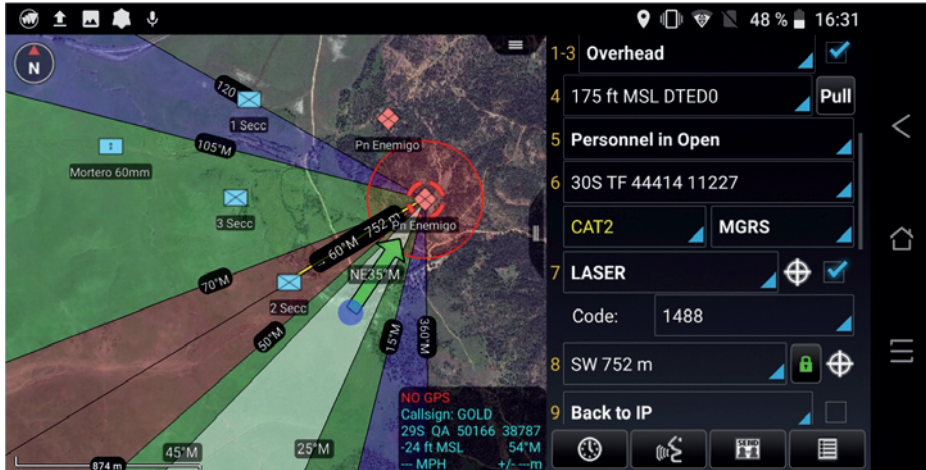 48 % 16:31
N
120
1 Secc
105°M
Mortero 60mm
Pn Enemigo
3 Secc
Pn Enemigo
60°M 752 m
70°M
NE35°M
2 Secc
50°M
15°M
360°M
45°M
25°M
874 m
NO GPS
Callsign: GOLD
29S QA 50166 38787
-24 ft MSL 54°M
--- MPH +/- ---m
1-3 Overhead
4 175 ft MSL DTED0 Pull
5 Personnel in Open
6 30S TF 44414 11227
CAT2 MGRS
7 LASER
Code: 1488
8 SW 752 m
9 Back to IP
SEND